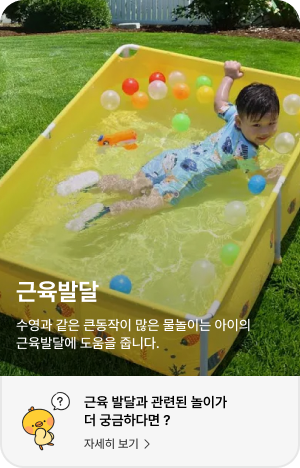 근육발달
수영과 같은 큰동작이 많은 물놀이는 아이의
근육발달에 도움을 줍니다.
?
근육 발달과 관련된 놀이가
더 궁금하다면 ?
자세히 보기 >